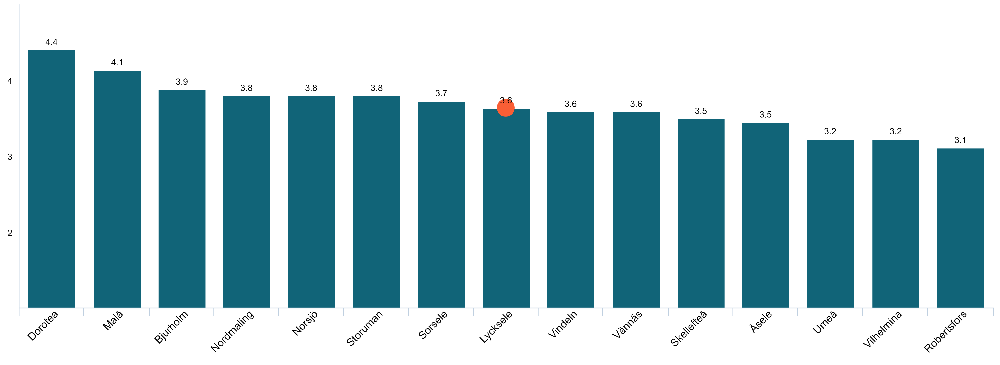 4.4
4.1
3.9
3.8
3.8
3.8
3.7
3.6
3.6
3.6
3.5
3.5
3.2
3.2
3.1
4
3
2
Dorotea
Malå
Bjurholm
Nordmaling
Norsjö
Storuman
Sorsele
Lycksele
Vindeln
Vännäs
Skellefteå
Åsele
Umeå
Vilhelmina
Robertsfors